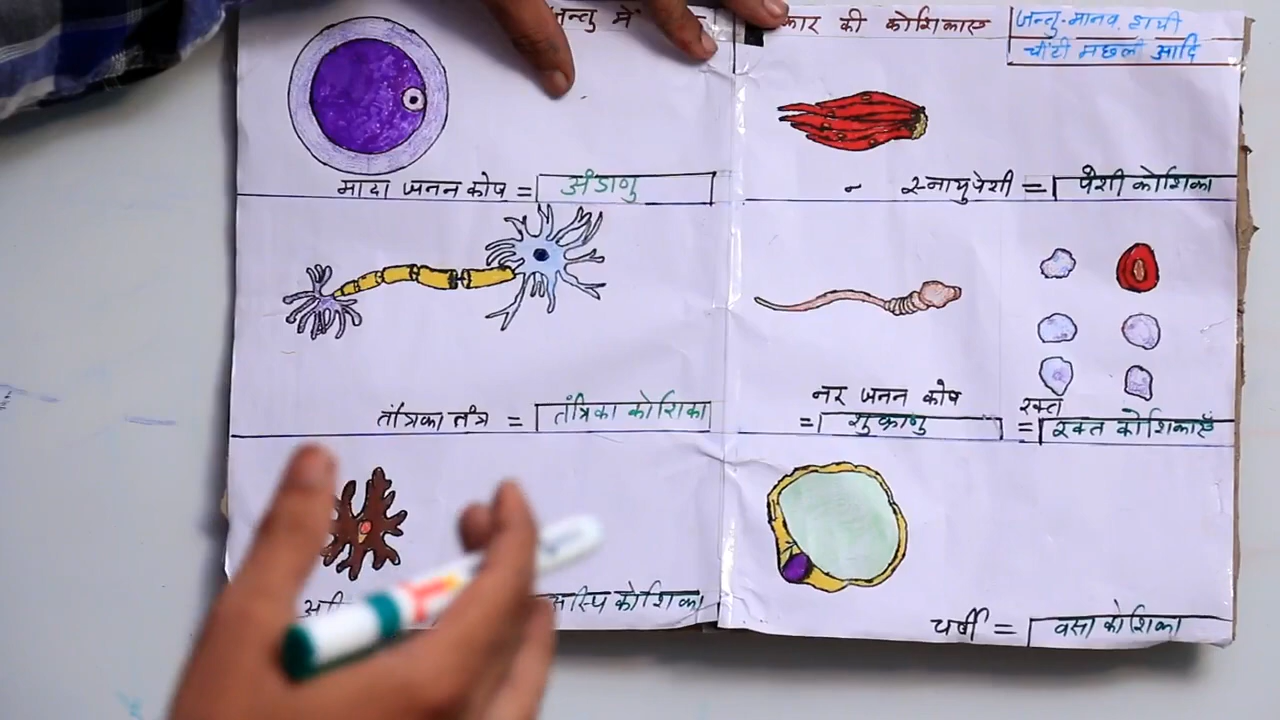 जन्तु में
कार की कोशिकाएं
जन्तु-मानव, हाथी
चींटी मछली आदि
मादा जनन कोष = अंडाणु
स्नायुपेशी = पेशी कोशिका
तंत्रिका तंत्र = तंत्रिका कोशिका
नर जनन कोष
= शुक्राणु
रक्त
= रक्त कोशिकाएँ
अस्थि कोशिका
चर्बी = वसा कोशिका